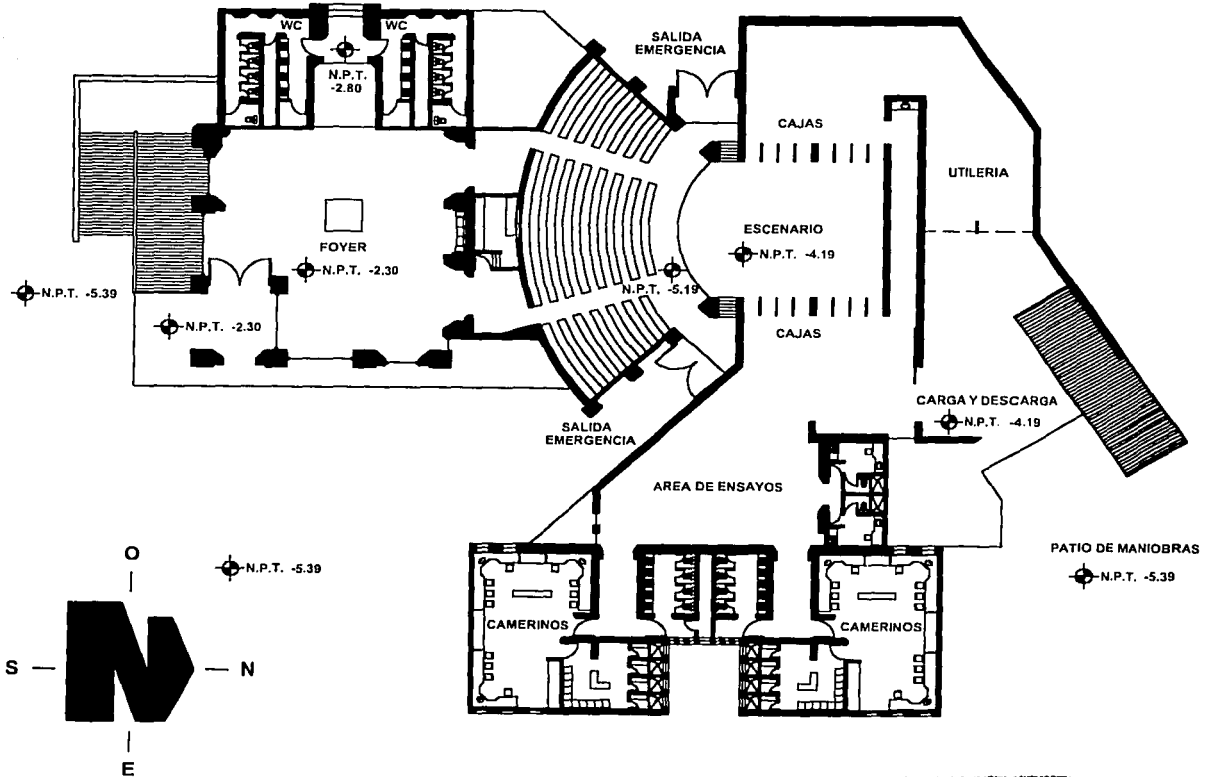 WC
WC
SALIDA
EMERGENCIA
N.P.T.
-2.80
CAJAS
UTILERIA
ESCENARIO
N.P.T. -4.19
FOYER
N.P.T. -2.30
N.P.T. -5.19
N.P.T. -5.39
N.P.T. -2.30
CAJAS
CARGA Y DESCARGA
N.P.T. -4.19
SALIDA
EMERGENCIA
AREA DE ENSAYOS
PATIO DE MANIOBRAS
N.P.T. -5.39
O
N.P.T. -5.39
CAMERINOS
CAMERINOS
S
N
N
E